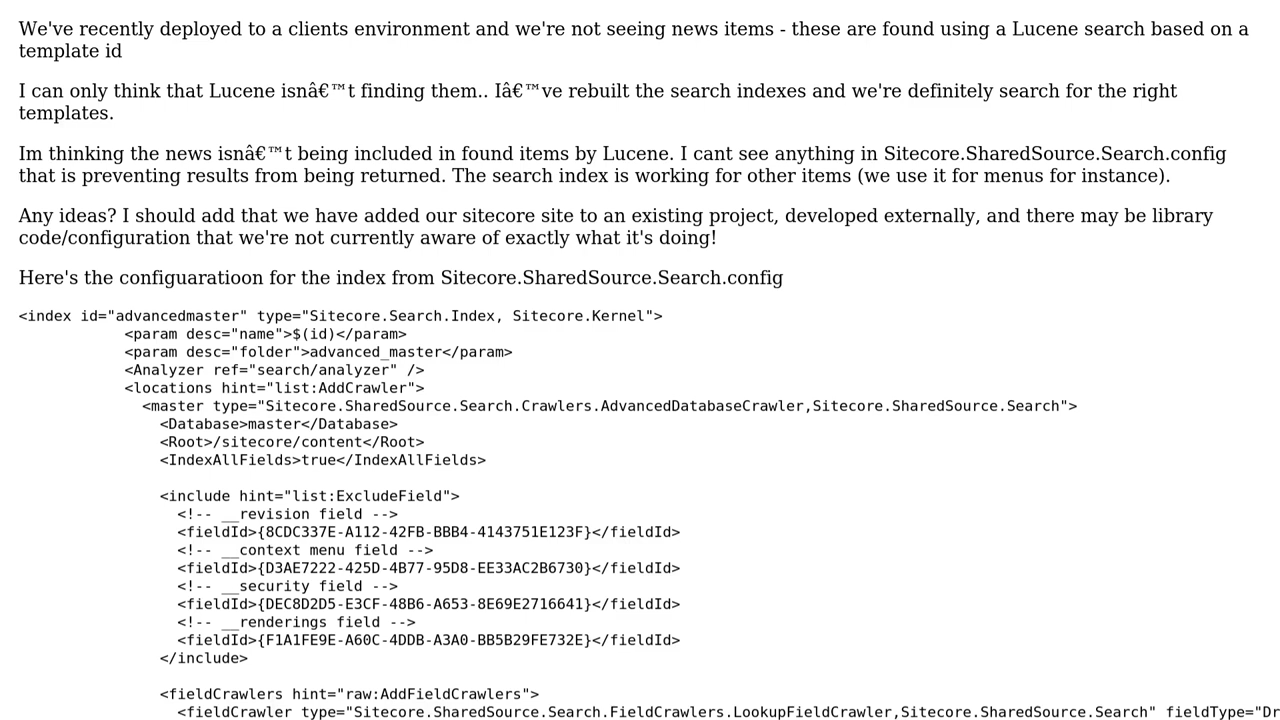 We've recently deployed to a clients environment and we're not seeing news items - these are found using a Lucene search based on a
template id
I can only think that Lucene isnâ€™t finding them.. Iâ€™ve rebuilt the search indexes and we're definitely search for the right
templates.
Im thinking the news isnâ€™t being included in found items by Lucene. I cant see anything in Sitecore.SharedSource.Search.config
that is preventing results from being returned. The search index is working for other items (we use it for menus for instance).
Any ideas? I should add that we have added our sitecore site to an existing project, developed externally, and there may be library
code/configuration that we're not currently aware of exactly what it's doing!
Here's the configuaratioon for the index from Sitecore.SharedSource.Search.config
<index id="advancedmaster" type="Sitecore.Search.Index, Sitecore.Kernel">
<param desc="name">$(id)</param>
<param desc="folder">advanced_master</param>
<Analyzer ref="search/analyzer" />
<locations hint="list:AddCrawler">
<master type="Sitecore.SharedSource.Search.Crawlers.AdvancedDatabaseCrawler,Sitecore.SharedSource.Search">
<Database>master</Database>
<Root>/sitecore/content</Root>
<IndexAllFields>true</IndexAllFields>
<include hint="list:ExcludeField">
<!-- __revision field -->
<fieldId>{8CDC337E-A112-42FB-BBB4-4143751E123F}</fieldId>
<!-- __context menu field -->
<fieldId>{D3AE7222-425D-4B77-95D8-EE33AC2B6730}</fieldId>
<!-- __security field -->
<fieldId>{DEC8D2D5-E3CF-48B6-A653-8E69E2716641}</fieldId>
<!-- __renderings field -->
<fieldId>{F1A1FE9E-A60C-4DDB-A3A0-BB5B29FE732E}</fieldId>
</include>
<fieldCrawlers hint="raw:AddFieldCrawlers">
<fieldCrawler type="Sitecore.SharedSource.Search.FieldCrawlers.LookupFieldCrawler,Sitecore.SharedSource.Search" fieldType="Dr